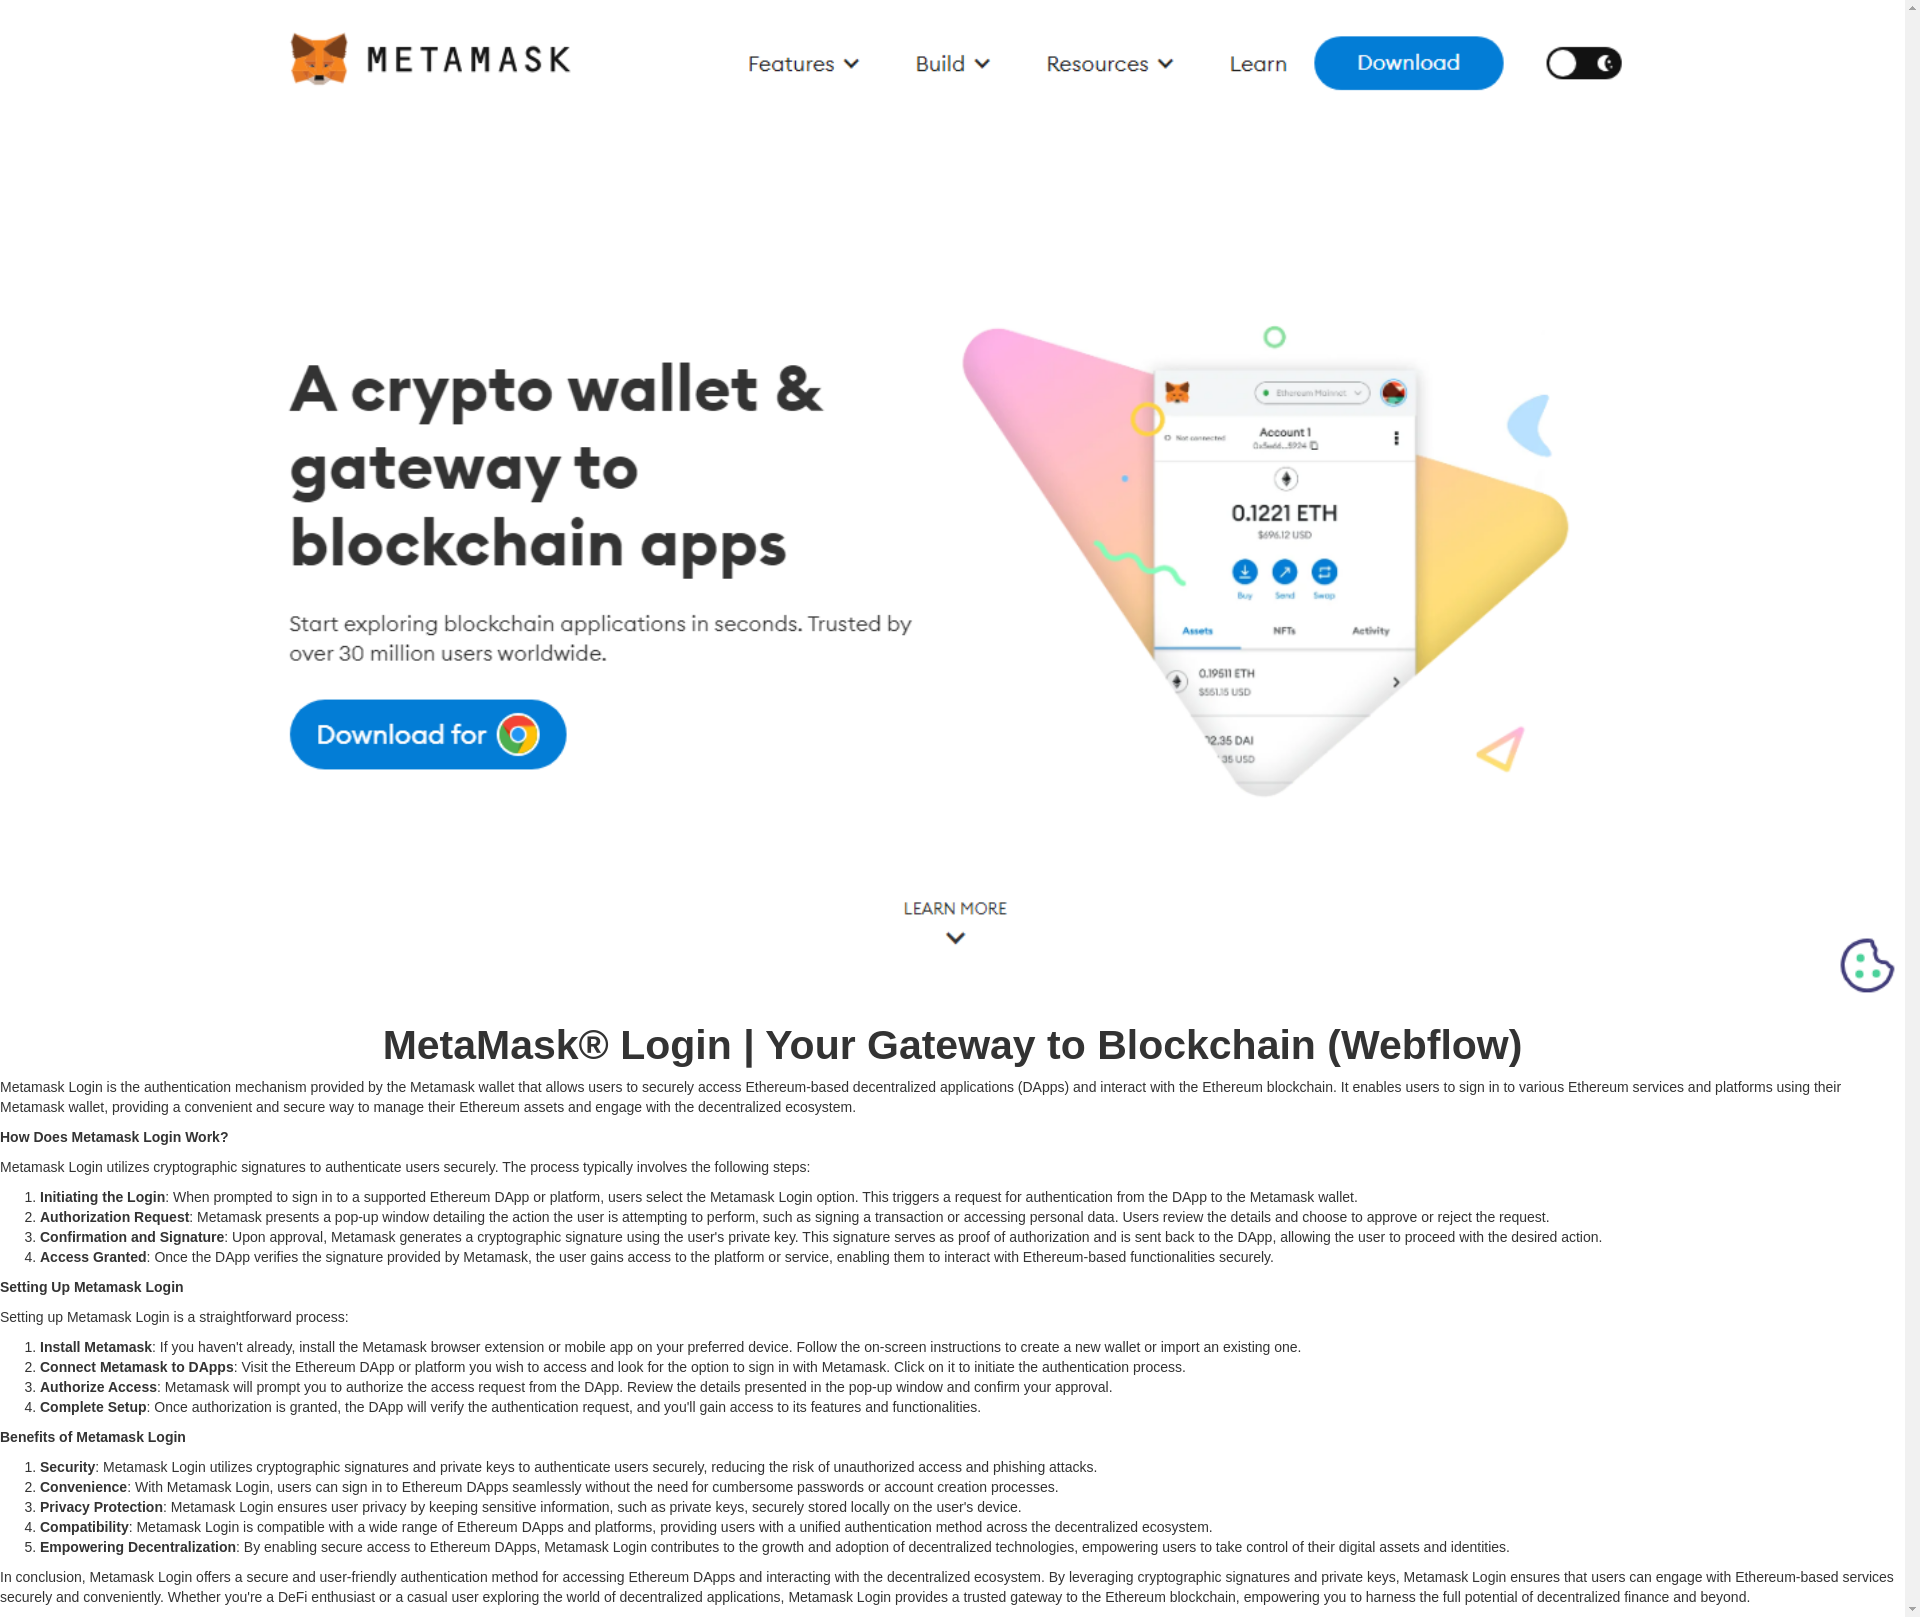 METAMASK
Features
Build
Resources
Learn
Download
A crypto wallet &
gateway to
blockchain apps
Start exploring blockchain applications in seconds. Trusted by
over 30 million users worldwide.
Download for
Ethereum Mainnet
Not connected
Account 1
0.1221 ETH
$696.12 USD
Buy
Send
Swap
Assets
NFTs
Activity
0.19511 ETH
$551.15 USD
02.35 DAI
.35 USD
LEARN MORE
MetaMask® Login | Your Gateway to Blockchain (Webflow)
Metamask Login is the authentication mechanism provided by the Metamask wallet that allows users to securely access Ethereum-based decentralized applications (DApps) and interact with the Ethereum blockchain. It enables users to sign in to various Ethereum services and platforms using their
Metamask wallet, providing a convenient and secure way to manage their Ethereum assets and engage with the decentralized ecosystem.
How Does Metamask Login Work?
Metamask Login utilizes cryptographic signatures to authenticate users securely. The process typically involves the following steps:
1. Initiating the Login: When prompted to sign in to a supported Ethereum DApp or platform, users select the Metamask Login option. This triggers a request for authentication from the DApp to the Metamask wallet.
2. Authorization Request: Metamask presents a pop-up window detailing the action the user is attempting to perform, such as signing a transaction or accessing personal data. Users review the details and choose to approve or reject the request.
3. Confirmation and Signature: Upon approval, Metamask generates a cryptographic signature using the user's private key. This signature serves as proof of authorization and is sent back to the DApp, allowing the user to proceed with the desired action.
4. Access Granted: Once the DApp verifies the signature provided by Metamask, the user gains access to the platform or service, enabling them to interact with Ethereum-based functionalities securely.
Setting Up Metamask Login
Setting up Metamask Login is a straightforward process:
1. Install Metamask: If you haven't already, install the Metamask browser extension or mobile app on your preferred device. Follow the on-screen instructions to create a new wallet or import an existing one.
2. Connect Metamask to DApps: Visit the Ethereum DApp or platform you wish to access and look for the option to sign in with Metamask. Click on it to initiate the authentication process.
3. Authorize Access: Metamask will prompt you to authorize the access request from the DApp. Review the details presented in the pop-up window and confirm your approval.
4. Complete Setup: Once authorization is granted, the DApp will verify the authentication request, and you'll gain access to its features and functionalities.
Benefits of Metamask Login
1. Security: Metamask Login utilizes cryptographic signatures and private keys to authenticate users securely, reducing the risk of unauthorized access and phishing attacks.
2. Convenience: With Metamask Login, users can sign in to Ethereum DApps seamlessly without the need for cumbersome passwords or account creation processes.
3. Privacy Protection: Metamask Login ensures user privacy by keeping sensitive information, such as private keys, securely stored locally on the user's device.
4. Compatibility: Metamask Login is compatible with a wide range of Ethereum DApps and platforms, providing users with a unified authentication method across the decentralized ecosystem.
5. Empowering Decentralization: By enabling secure access to Ethereum DApps, Metamask Login contributes to the growth and adoption of decentralized technologies, empowering users to take control of their digital assets and identities.
In conclusion, Metamask Login offers a secure and user-friendly authentication method for accessing Ethereum DApps and interacting with the decentralized ecosystem. By leveraging cryptographic signatures and private keys, Metamask Login ensures that users can engage with Ethereum-based services
securely and conveniently. Whether you're a DeFi enthusiast or a casual user exploring the world of decentralized applications, Metamask Login provides a trusted gateway to the Ethereum blockchain, empowering you to harness the full potential of decentralized finance and beyond.